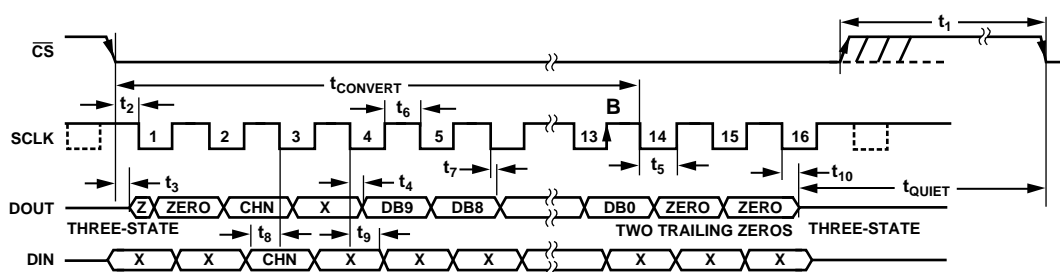 t1
CS
tCONVERT
t2
t6
B
SCLK
1 2 3 4 5 13 14 15 16
t3
t4
t7
t5
t10
tQUIET
DOUT
Z ZERO CHN X DB9 DB8 DB0 ZERO ZERO
THREE-STATE
TWO TRAILING ZEROS
THREE-STATE
t8
t9
DIN
X X CHN X X X X X X